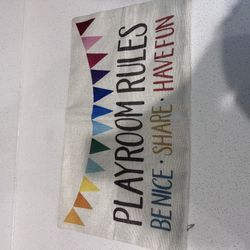 PLAYROOM RULES
BE NICE · SHARE · HAVE FUN